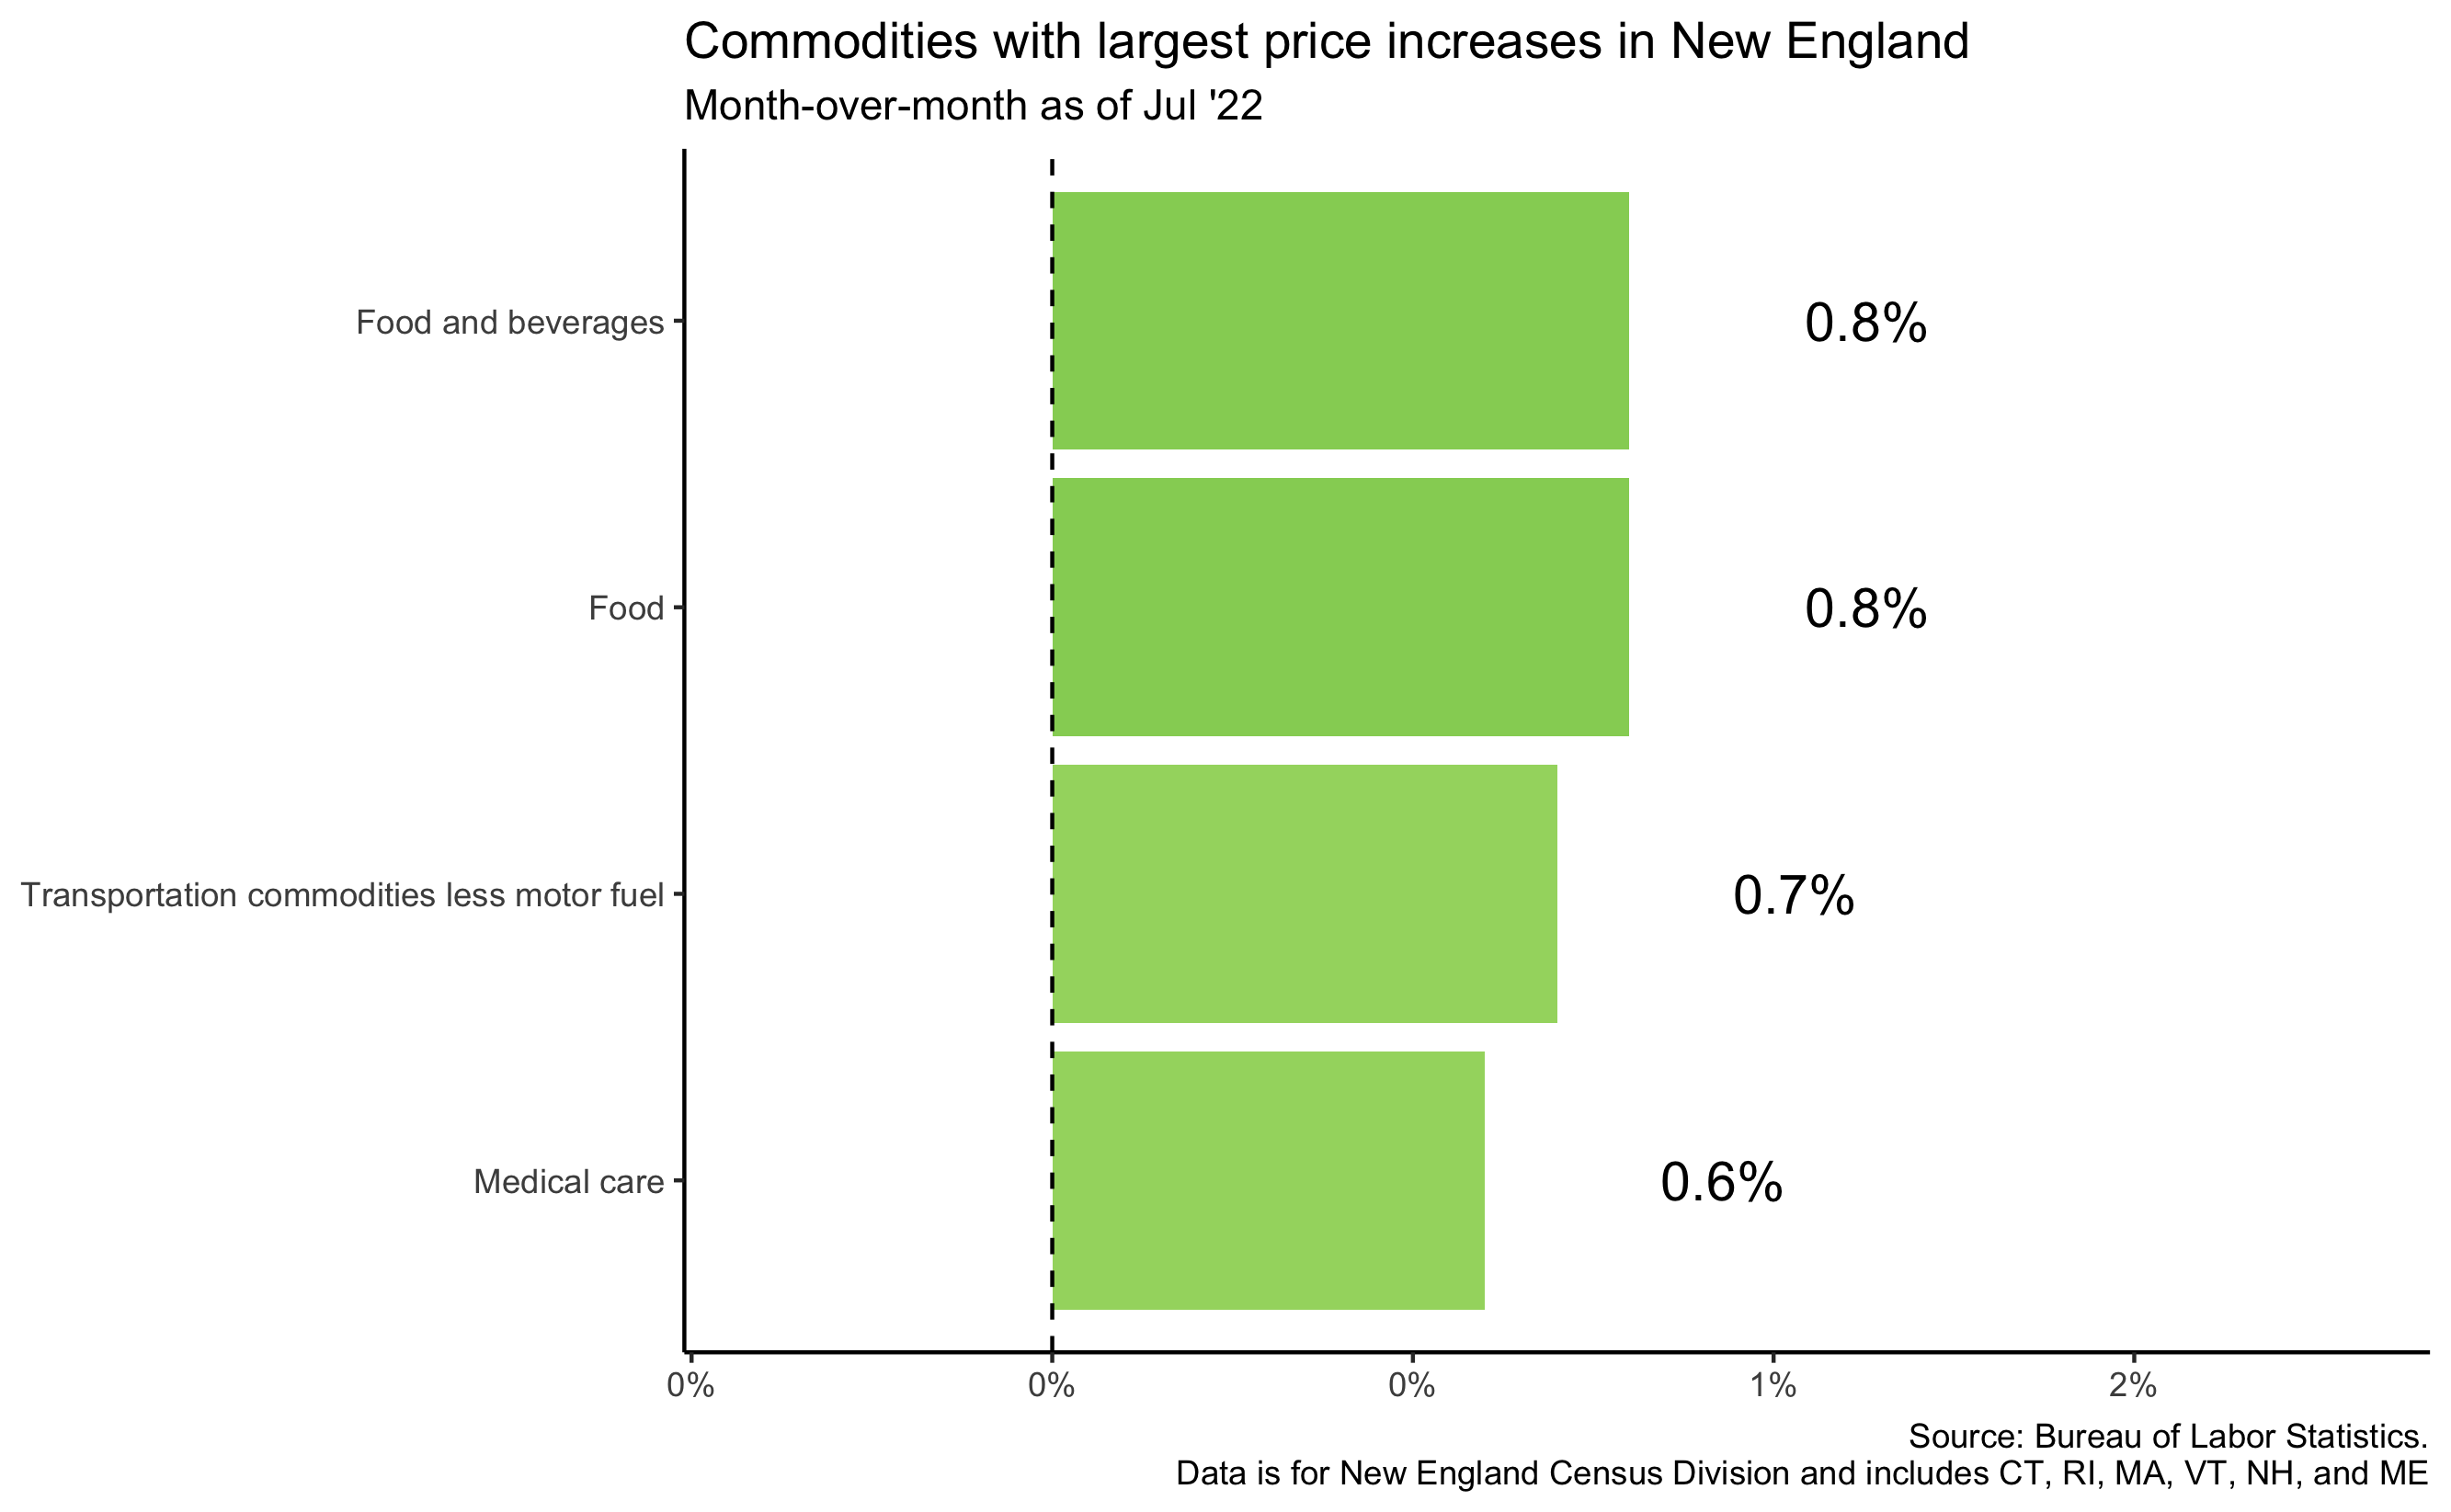 Commodities with largest price increases in New England
Month-over-month as of Jul '22
Food and beverages
0.8%
Food
0.8%
Transportation commodities less motor fuel
0.7%
Medical care
0.6%
0% 0% 0% 1% 2%
Source: Bureau of Labor Statistics.
Data is for New England Census Division and includes CT, RI, MA, VT, NH, and ME